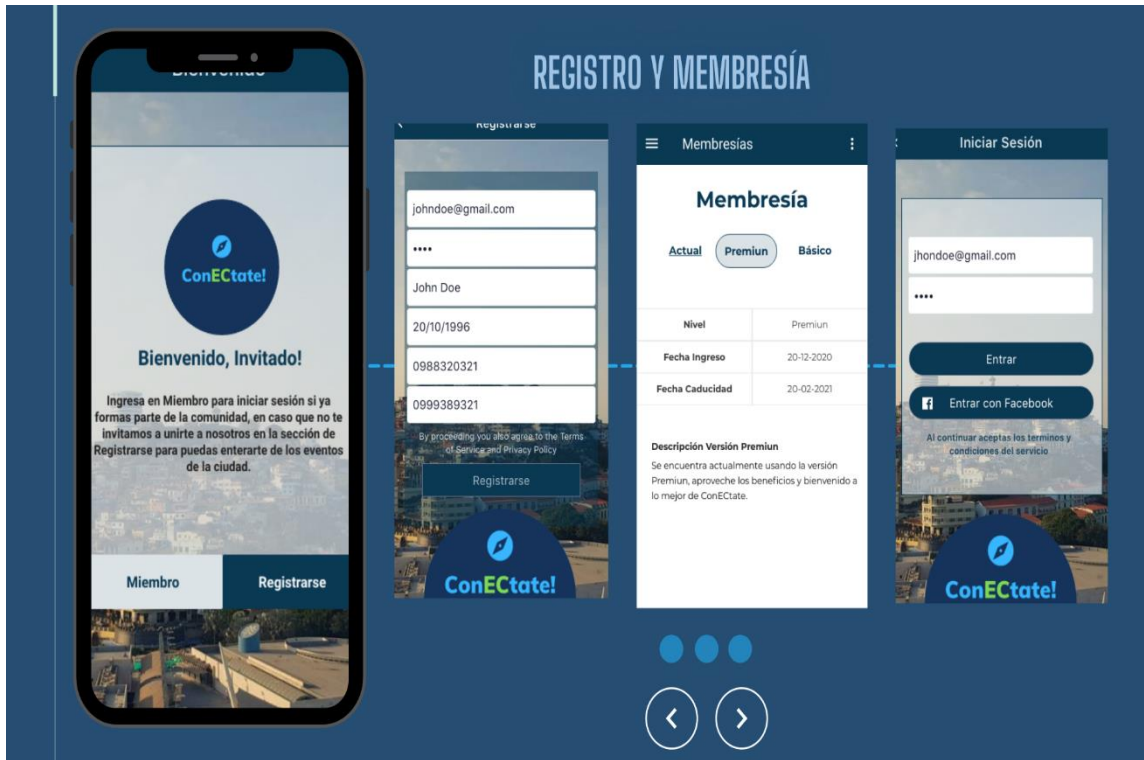 REGISTRO Y MEMBRESÍA
Bienvenido
ConECtate!
Bienvenido, Invitado!
Ingresa en Miembro para iniciar sesión si ya
formas parte de la comunidad, en caso que no te
invitamos a unirte a nosotros en la sección de
Registrarse para puedas enterarte de los eventos
de la ciudad.
Miembro
Registrarse
Registrarse
johndoe@gmail.com
••••
John Doe
20/10/1996
0988320321
0999389321
By proceeding you also agree to the Terms
of Service and Privacy Policy
Registrarse
ConECtate!
Membresías
Membresía
Actual Premiun Básico
Nivel Premiun
Fecha Ingreso 20-12-2020
Fecha Caducidad 20-02-2021
Descripción Versión Premiun
Se encuentra actualmente usando la versión
Premiun, aproveche los beneficios y bienvenido a
lo mejor de ConECtate.
Iniciar Sesión
jhondoe@gmail.com
••••
Entrar
Entrar con Facebook
Al continuar aceptas los terminos y
condiciones del servicio
ConECtate!